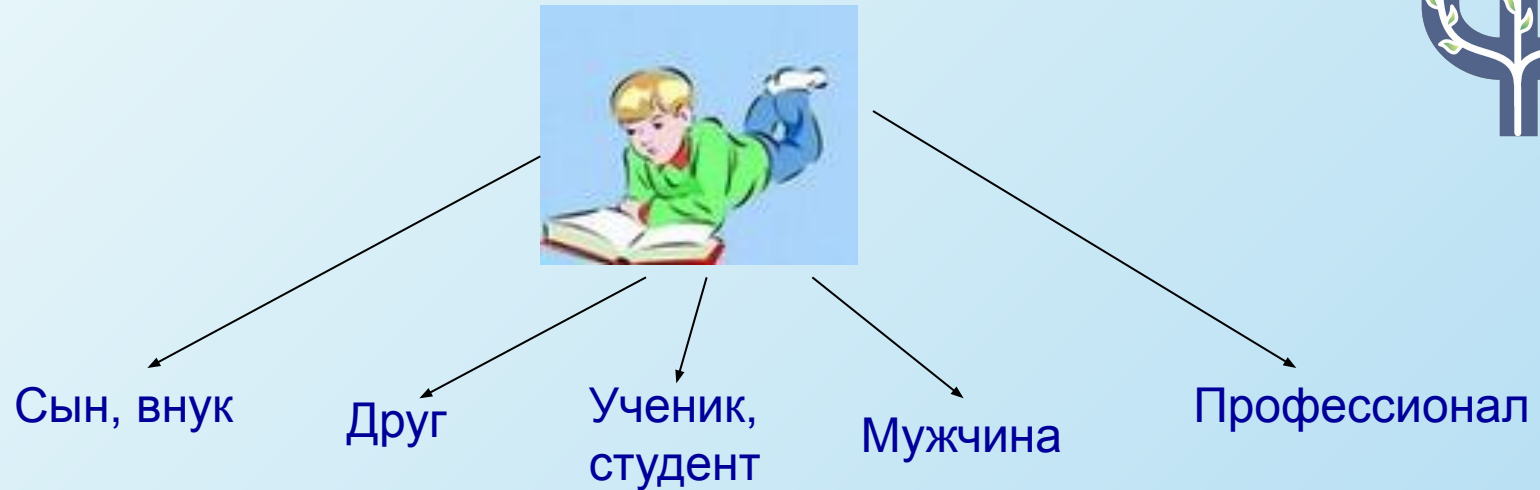 Сын, внук
Друг
Ученик,
студент
Мужчина
Профессионал